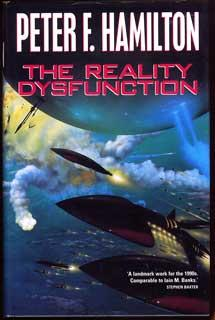 PETER F. HAMILTON
THE REALITY
DYSFUNCTION
'A landmark work for the 1990s.
Comparable to Iain M. Banks.'
STEPHEN BAXTER